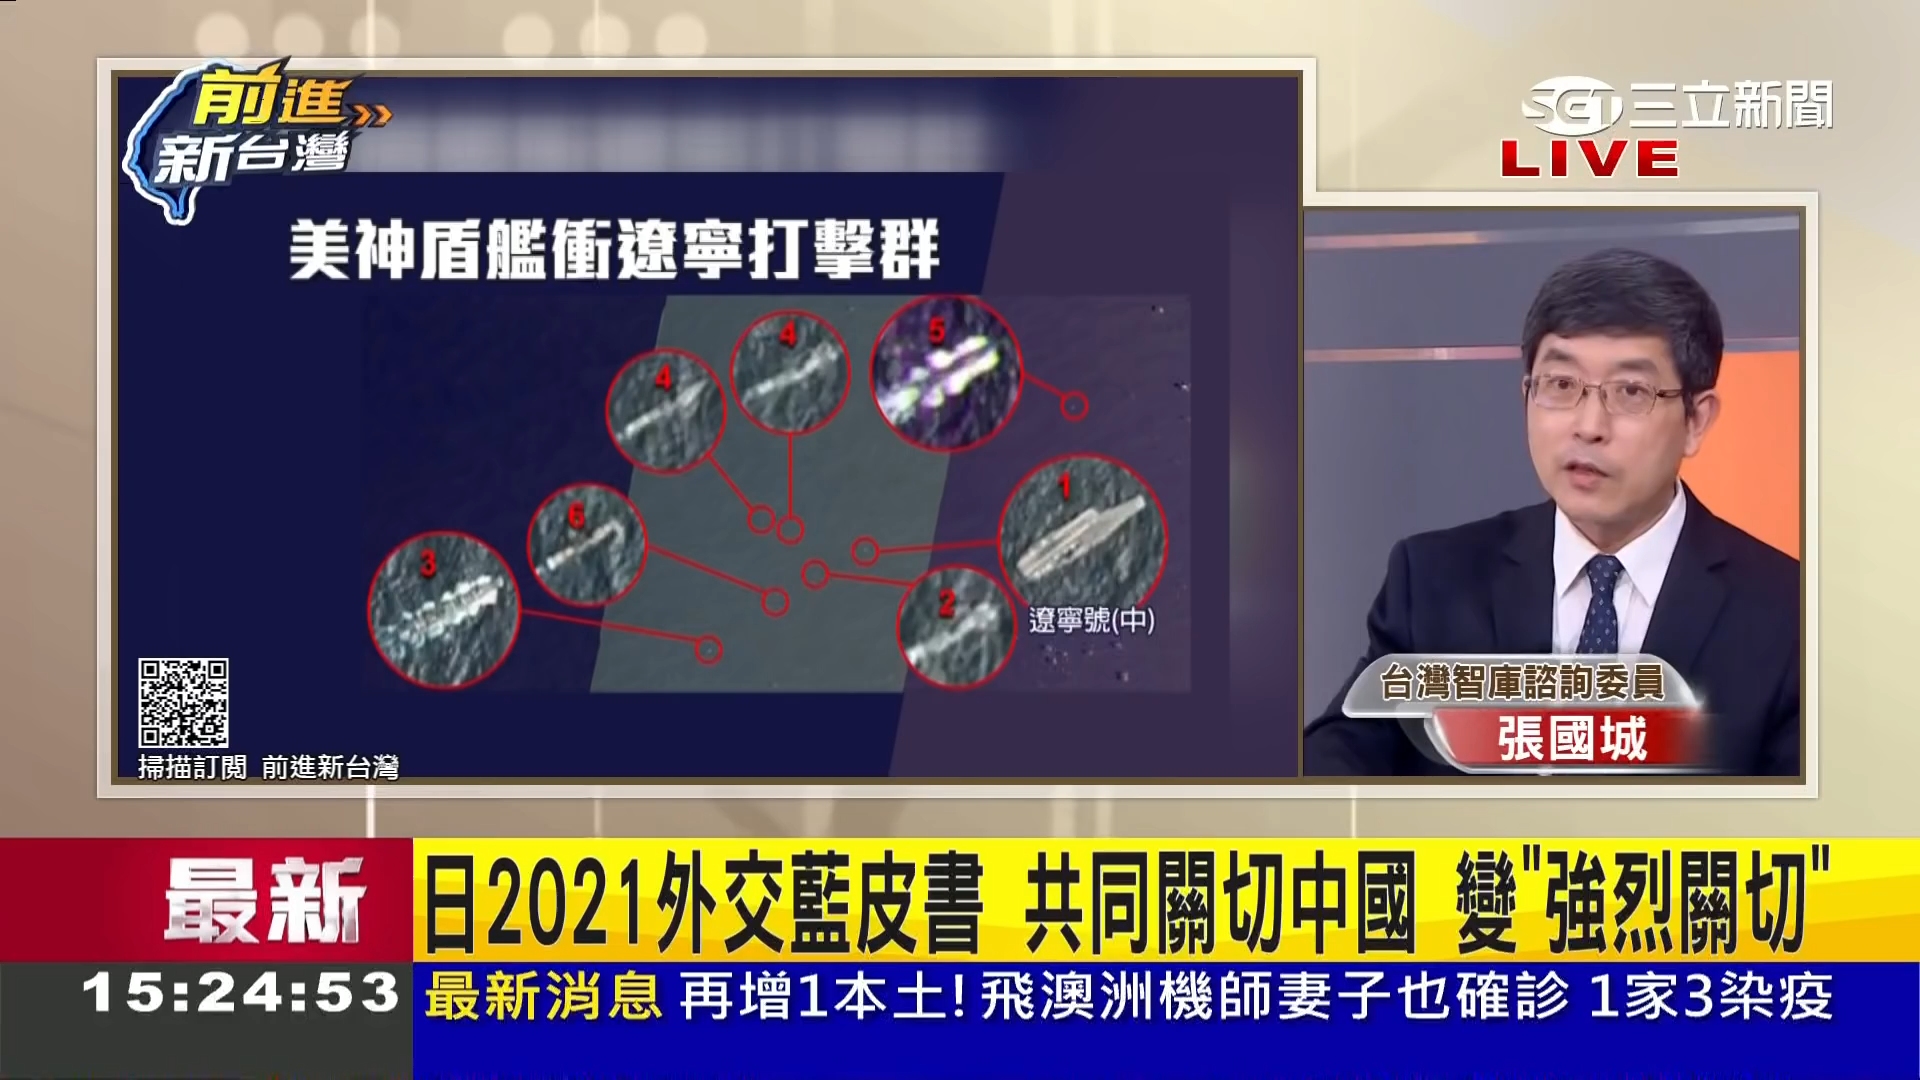 前進
新台灣
SET三立新聞
LIVE
美神盾艦衝遼寧打擊群
4
4
5
1
6
3
2
遼寧號(中)
台灣智庫諮詢委員
張國城
掃描訂閱 前進新台灣
最新
日2021外交藍皮書 共同關切中國 變"強烈關切"
15:24:53
最新消息 再增1本土! 飛澳洲機師妻子也確診 1家3染疫